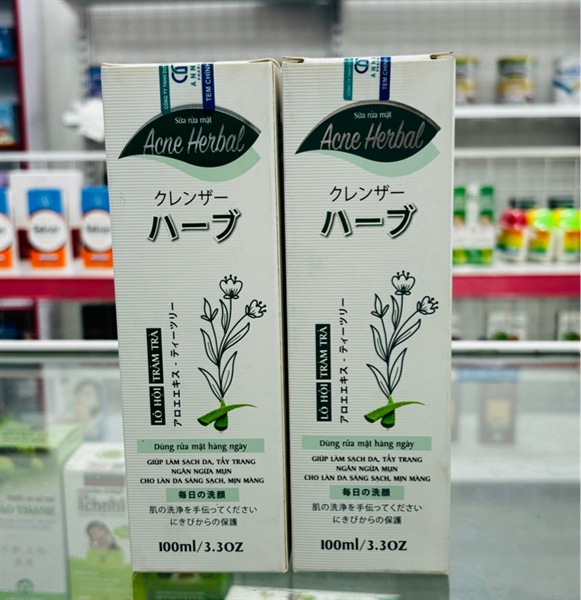 CÔNG TY TNHH DƯỢ
ANN
TEM CHÍNH
Sữa rửa mặt
Acne Herbal
クレンザー
ハーブ
LÔ HỘI TRÀM TRÀ
アロエエキス・ティーツリー
Dùng rửa mặt hàng ngày
GIÚP LÀM SẠCH DA, TẨY TRANG
NGĂN NGỪA MỤN
CHO LÀN DA SÁNG SẠCH, MỊN MÀNG
毎日の洗顔
肌の洗浄を手伝ってください
にきびからの保護
100ml/3.3OZ
Sữa rửa mặt
Acne Herbal
クレンザー
ハーブ
LÔ HỘI TRÀM TRÀ
アロエエキス・ティーツリー
Dùng rửa mặt hàng ngày
GIÚP LÀM SẠCH DA, TẨY TRANG
NGĂN NGỪA MỤN
CHO LÀN DA SÁNG SẠCH, MỊN MÀNG
毎日の洗顔
肌の洗浄を手伝ってください
にきびからの保護
100ml/3.3OZ